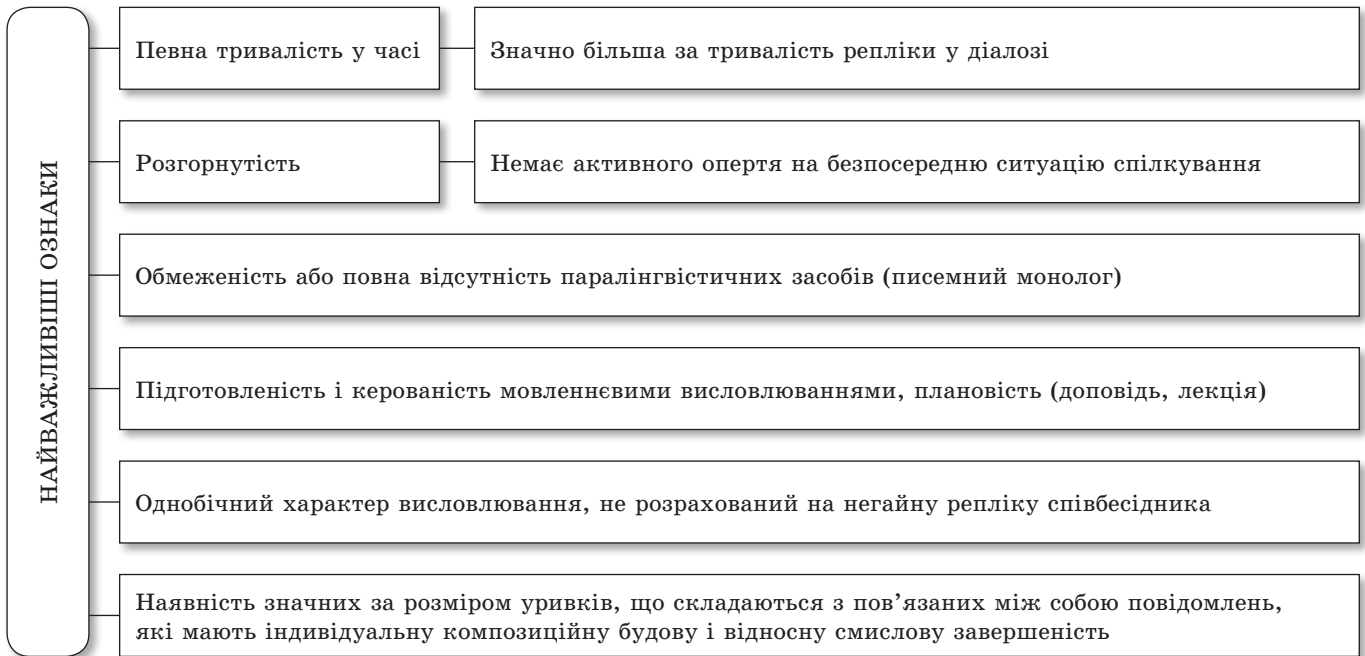 НАЙВАЖЛИВІШІ ОЗНАКИ
Певна тривалість у часі
Значно більша за тривалість репліки у діалозі
Розгорнутість
Немає активного опертя на безпосередню ситуацію спілкування
Обмеженість або повна відсутність паралінгвістичних засобів (писемний монолог)
Підготовленість і керованість мовленнєвими висловлюваннями, плановість (доповідь, лекція)
Однобічний характер висловлювання, не розрахований на негайну репліку співбесідника
Наявність значних за розміром уривків, що складаються з пов’язаних між собою повідомлень,
які мають індивідуальну композиційну будову і відносну смислову завершеність